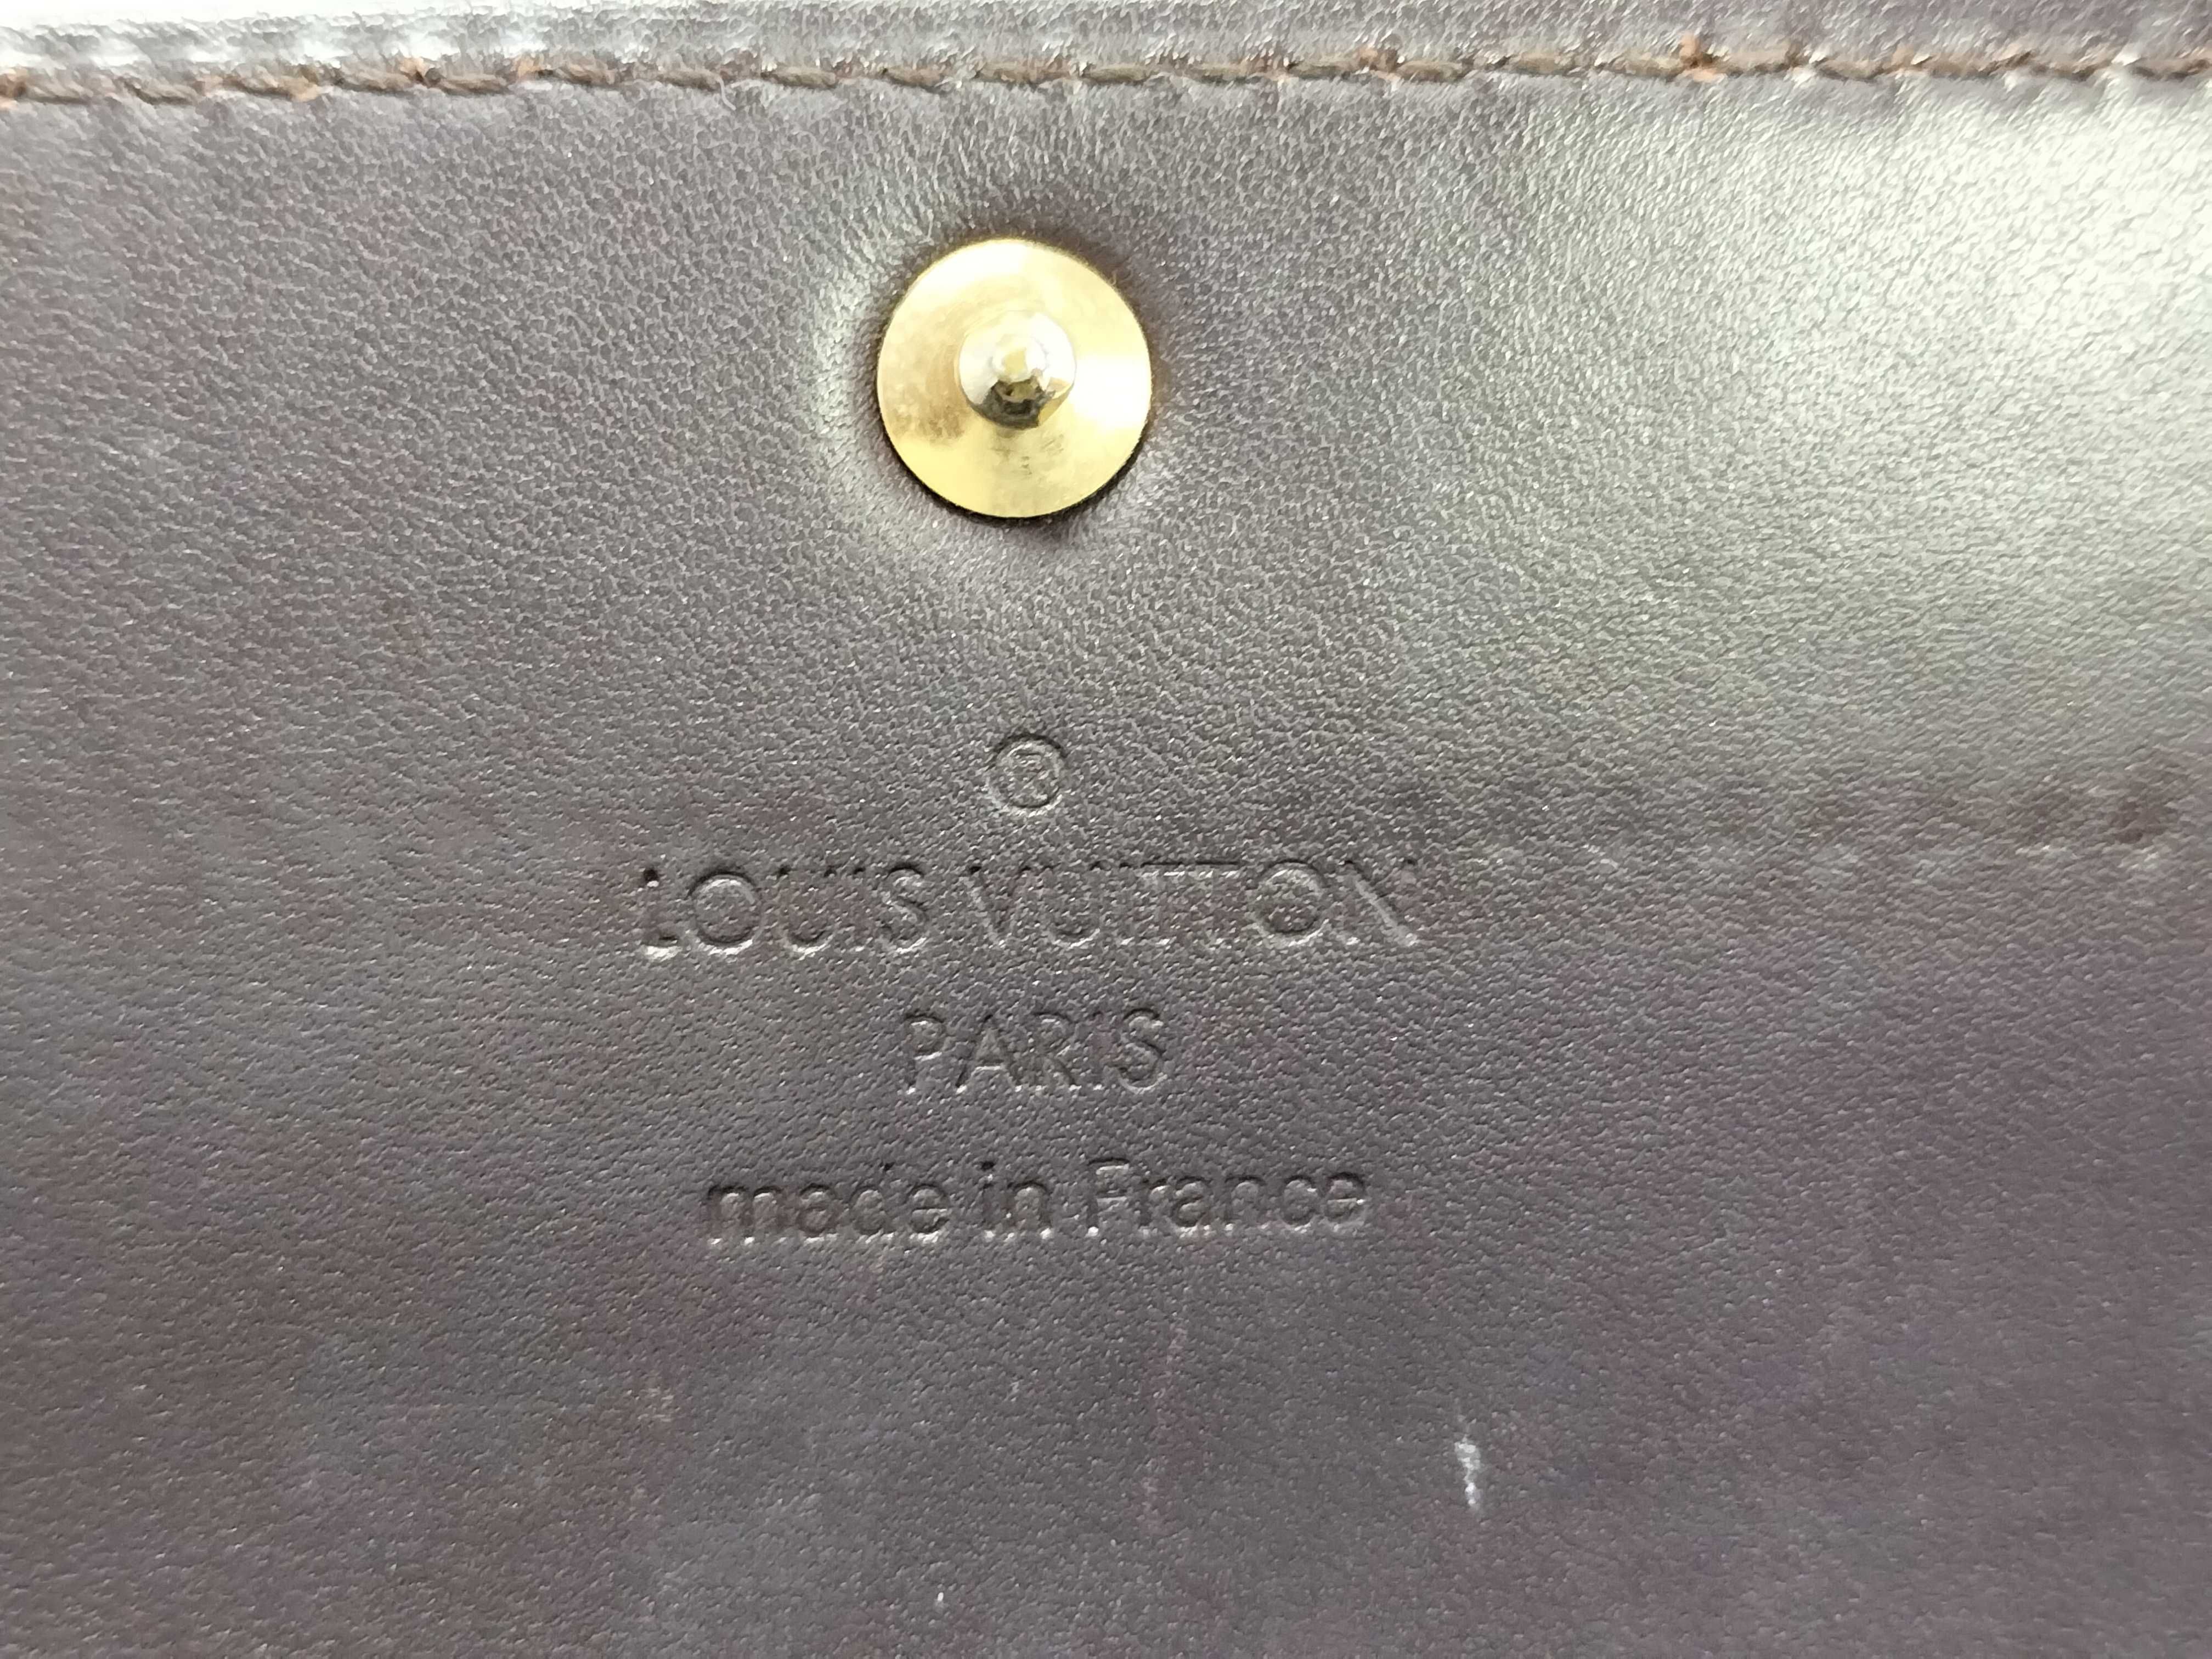 ®
LOUIS VUITTON
PARIS
made in France